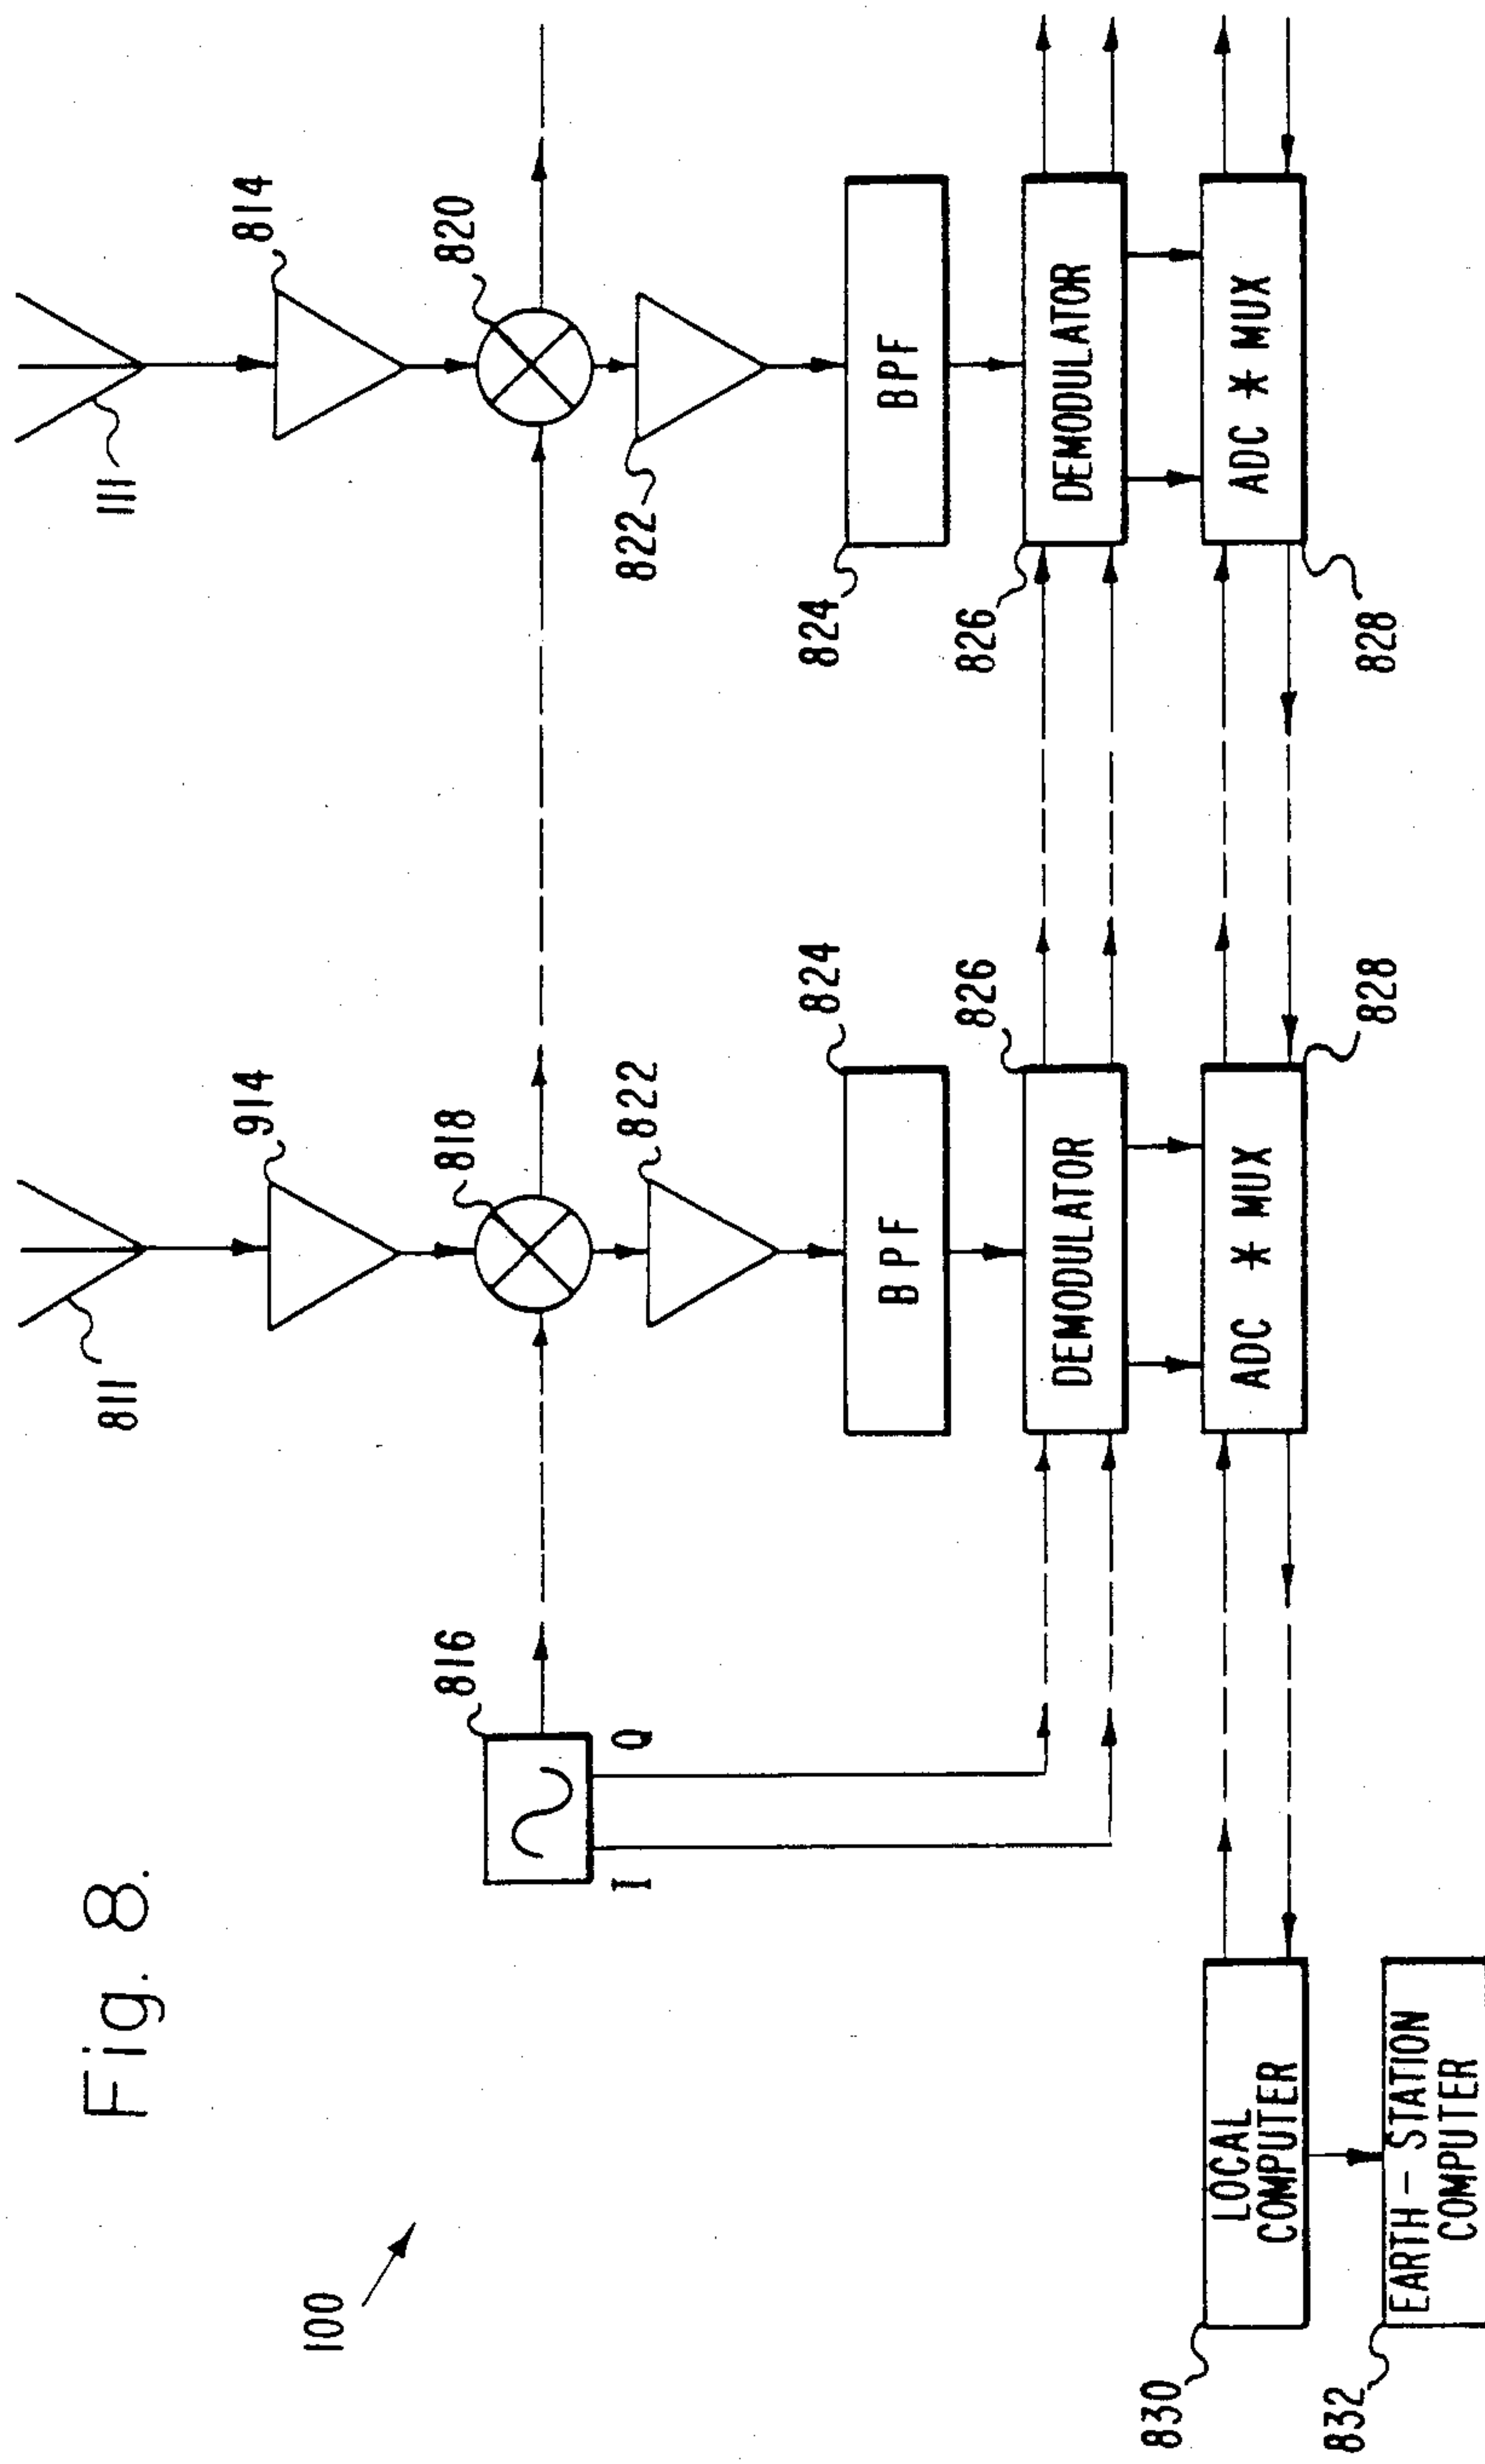 Fig. 8.
811
111
914
814
100
816
818
820
I
Q
822
822
824
824
BPF
BPF
826
826
DEMODULATOR
DEMODULATOR
830
LOCAL
COMPUTER
ADC * MUX
ADC * MUX
828
828
832
EARTH – STATION
COMPUTER